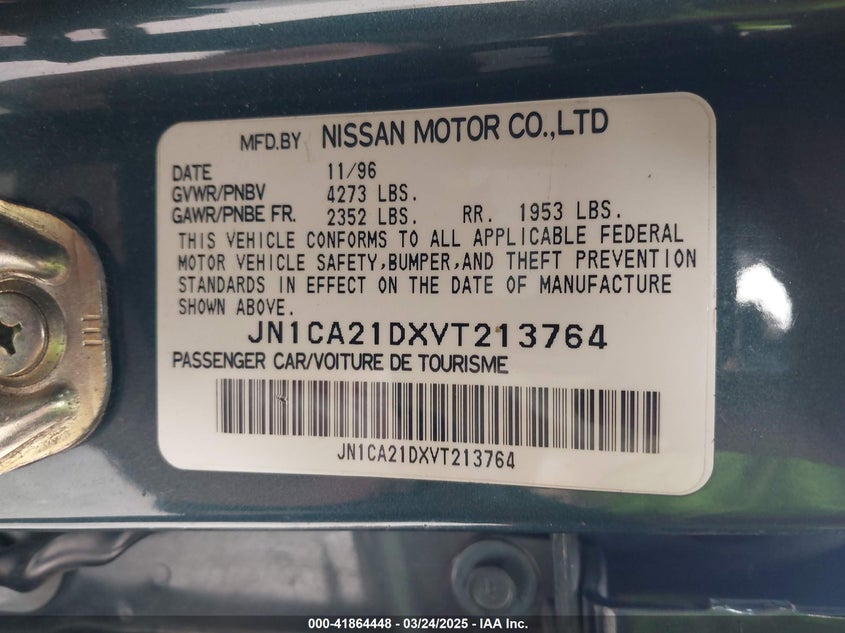 MFD.BY NISSAN MOTOR CO.,LTD
DATE 11/96
GVWR/PNBV 4273 LBS.
GAWR/PNBE FR. 2352 LBS. RR. 1953 LBS.
THIS VEHICLE CONFORMS TO ALL APPLICABLE FEDERAL
MOTOR VEHICLE SAFETY,BUMPER,AND THEFT PREVENTION
STANDARDS IN EFFECT ON THE DATE OF MANUFACTURE
SHOWN ABOVE.
JN1CA21DXVT213764
PASSENGER CAR/VOITURE DE TOURISME
JN1CA21DXVT213764
000-41864448 - 03/24/2025 - IAA Inc.